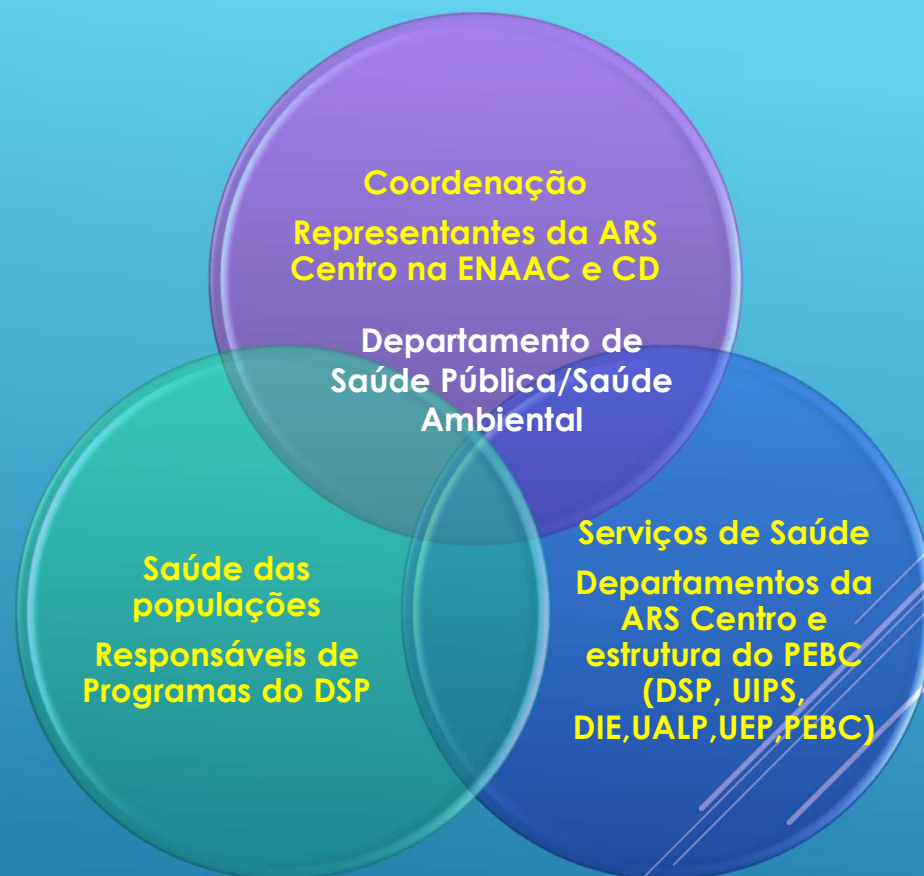 Coordenação
Representantes da ARS
Centro na ENAAC e CD
Departamento de
Saúde Pública/Saúde
Ambiental
Saúde das
populações
Responsáveis de
Programas do DSP
Serviços de Saúde
Departamentos da
ARS Centro e
estrutura do PEBC
(DSP, UIPS,
DIE,UALP,UEP,PEBC)